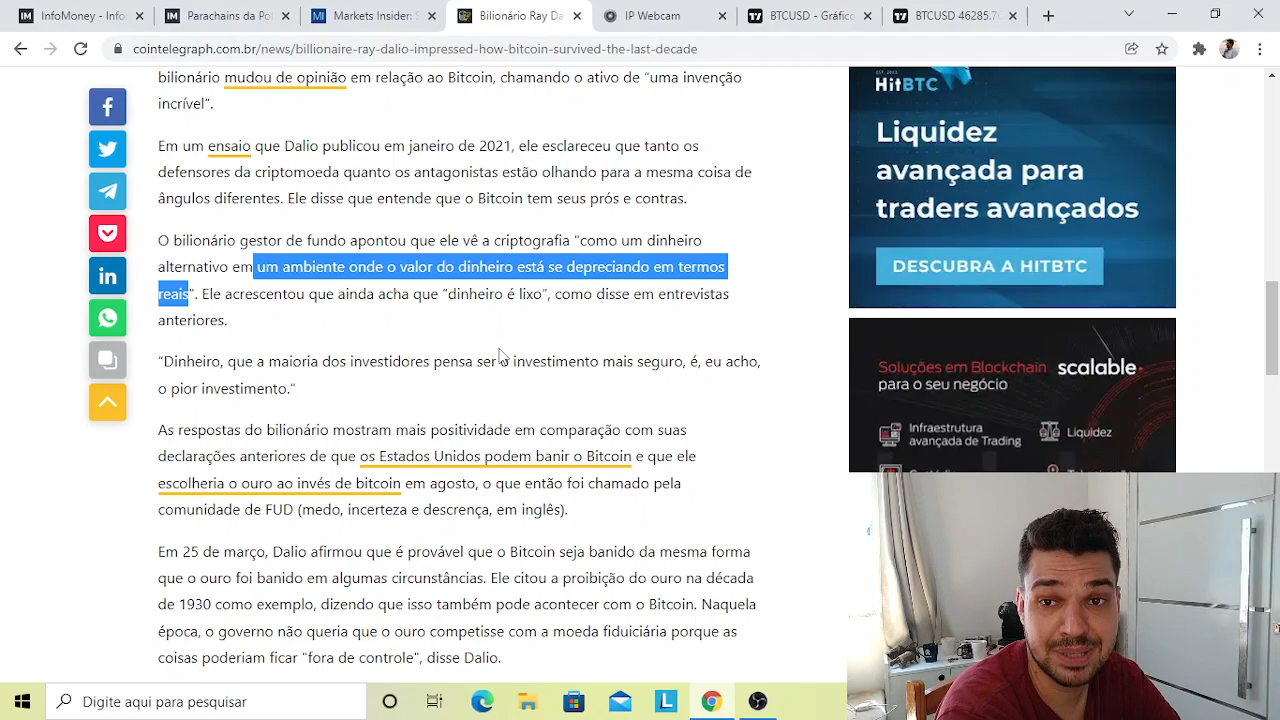 Parachains da Pol
Markets Insider: S
Bilionário Ray Da
IP Webcam
BTCUSD - Gráfico
BTCUSD 46285.7
cointelegraph.com.br/news/billionaire-ray-dalio-impressed-how-bitcoin-survived-the-last-decade
bilionário mudou de opinião em relação ao Bitcoin, chamando o ativo de “uma invenção
incrível”.
Em um ensaio que Dalio publicou em janeiro de 2021, ele esclareceu que tanto os
defensores da criptomoeda quanto os antagonistas estão olhando para a mesma coisa de
ângulos diferentes. Ele disse que entende que o Bitcoin tem seus prós e contras.
O bilionário gestor de fundo apontou que ele vê a criptografia “como um dinheiro
alternativo em um ambiente onde o valor do dinheiro está se depreciando em termos
reais”. Ele acrescentou que ainda acha que “dinheiro é lixo”, como disse em entrevistas
anteriores.
“Dinheiro, que a maioria dos investidores pensa ser o investimento mais seguro, é, eu acho,
o pior investimento.”
As respostas do bilionário mostram mais positividade em comparação com suas
declarações anteriores de que os Estados Unidos podem banir o Bitcoin e que ele
escolheria o ouro ao invés de bitcoin em agosto, o que então foi chamado pela
comunidade de FUD (medo, incerteza e descrença, em inglês).
Em 25 de março, Dalio afirmou que é provável que o Bitcoin seja banido da mesma forma
que o ouro foi banido em algumas circunstâncias. Ele citou a proibição do ouro na década
de 1930 como exemplo, dizendo que isso também pode acontecer com o Bitcoin. Naquela
época, o governo não queria que o ouro competisse com a moeda fiduciária porque as
coisas poderiam ficar “fora de controle”, disse Dalio.
EST. 2013
HitBTC
Liquidez
avançada para
traders avançados
DESCUBRA A HITBTC
Soluções em Blockchain
para o seu negócio
scalable
Infraestrutura
avançada de Trading
Liquidez
Digite aqui para pesquisar